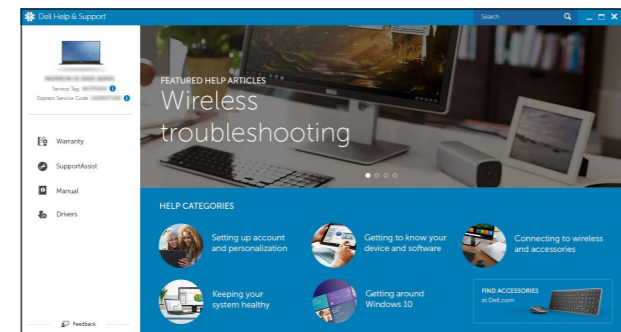 Dell Help & Support
Search
Service Tag:
Express Service Code:
Warranty
SupportAssist
Manual
Drivers
Feedback
FEATURED HELP ARTICLES
Wireless
troubleshooting
HELP CATEGORIES
Setting up account
and personalization
Getting to know your
device and software
Connecting to wireless
and accessories
Keeping your
system healthy
Getting around
Windows 10
FIND ACCESSORIES
at Dell.com